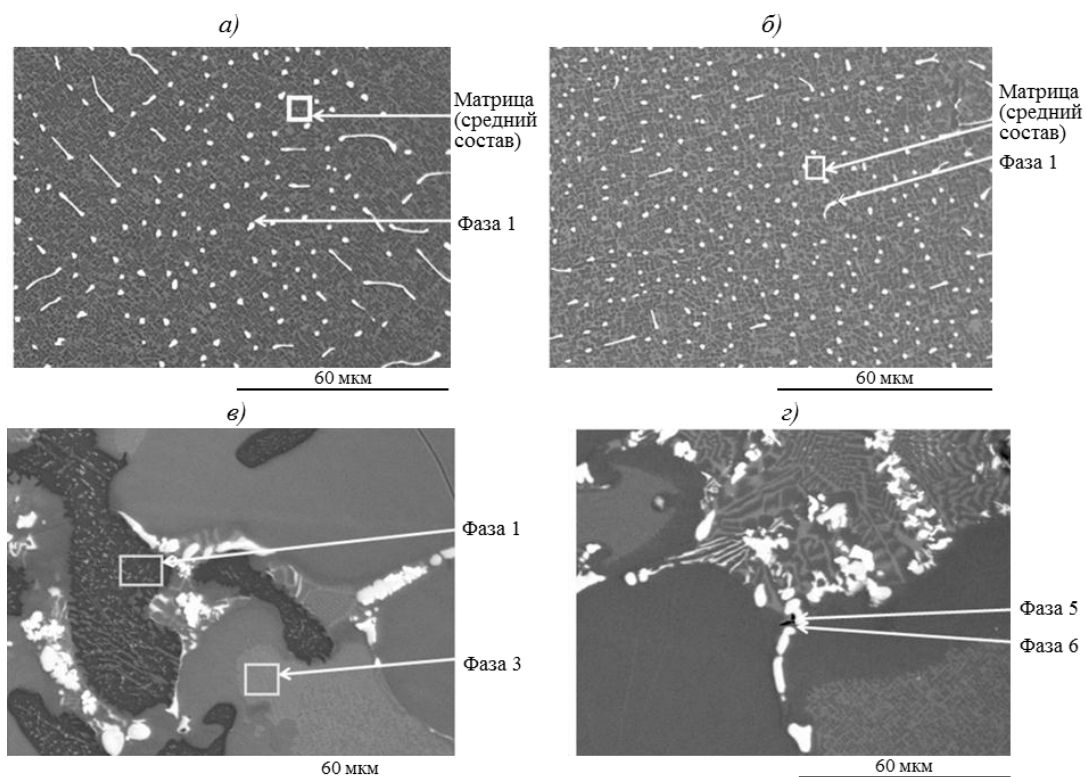 а)
б)
Матрица
(средний
состав)
Фаза 1
Матрица
(средний
состав)
Фаза 1
60 мкм
60 мкм
в)
г)
Фаза 1
Фаза 3
Фаза 5
Фаза 6
60 мкм
60 мкм